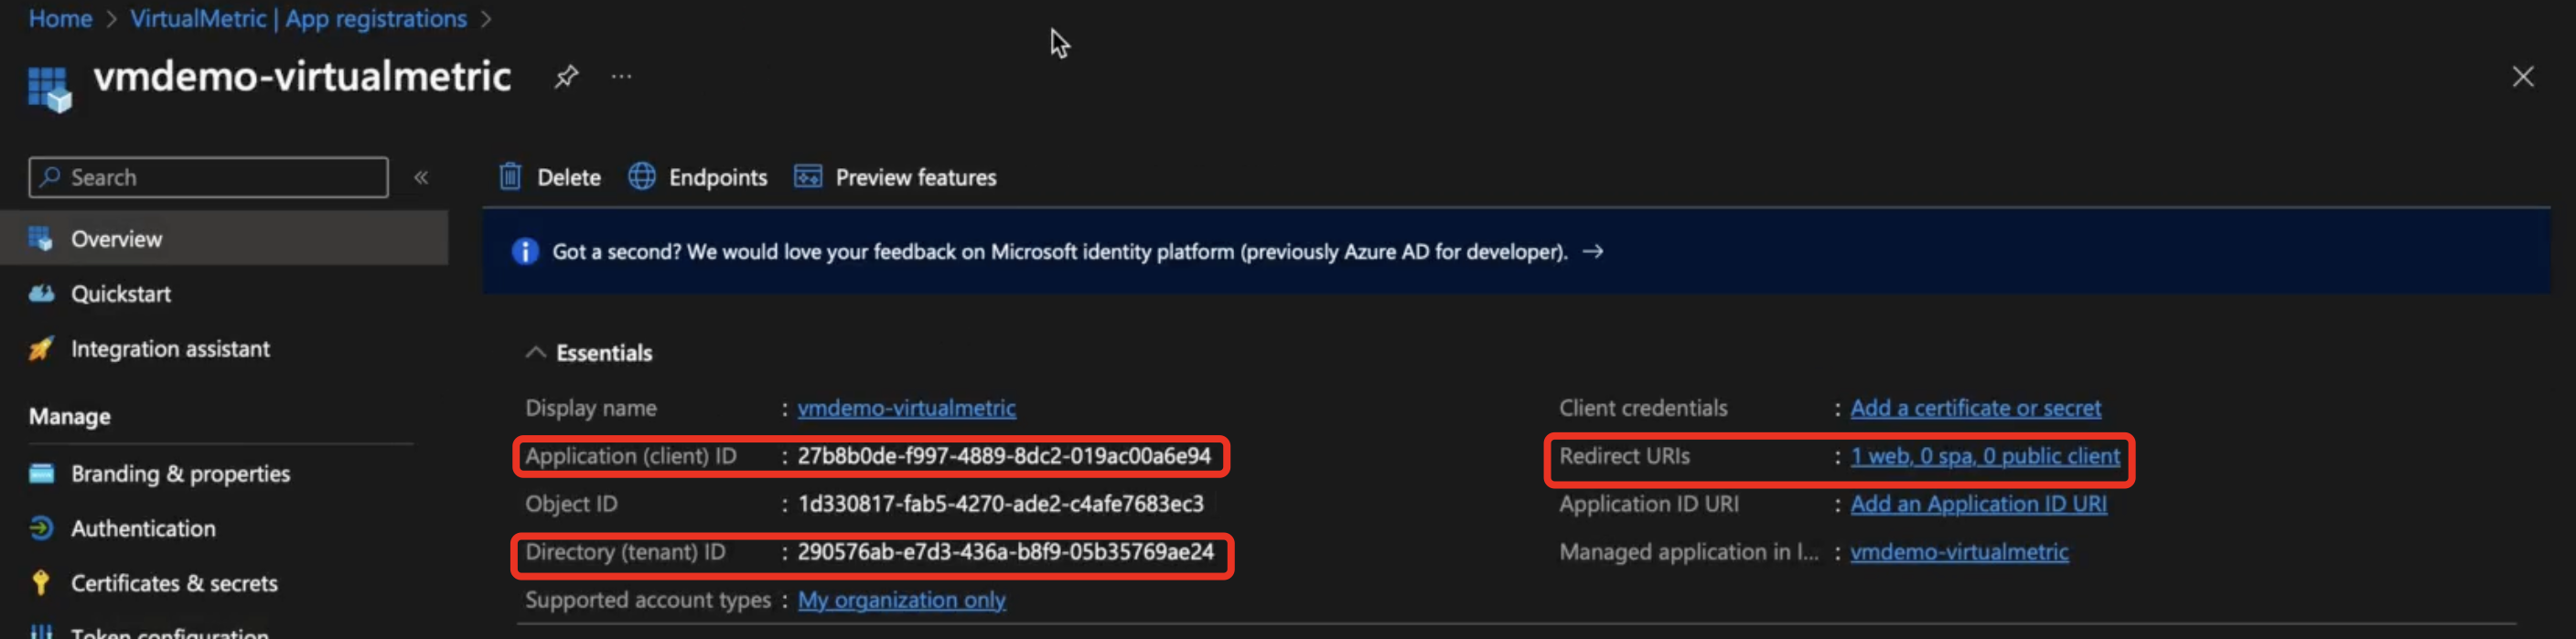 Home > VirtualMetric | App registrations >
vmdemo-virtualmetric ...
Search «
Delete Endpoints Preview features
Overview
Got a second? We would love your feedback on Microsoft identity platform (previously Azure AD for developer). →
Quickstart
Integration assistant
Essentials
Display name : vmdemo-virtualmetric
Client credentials : Add a certificate or secret
Manage
Application (client) ID : 27b8b0de-f997-4889-8dc2-019ac00a6e94
Redirect URIs : 1 web, 0 spa, 0 public client
Branding & properties
Object ID : 1d330817-fab5-4270-ade2-c4afe7683ec3
Application ID URI : Add an Application ID URI
Authentication
Directory (tenant) ID : 290576ab-e7d3-436a-b8f9-05b35769ae24
Managed application in l... : vmdemo-virtualmetric
Certificates & secrets
Supported account types : My organization only
Token configuration